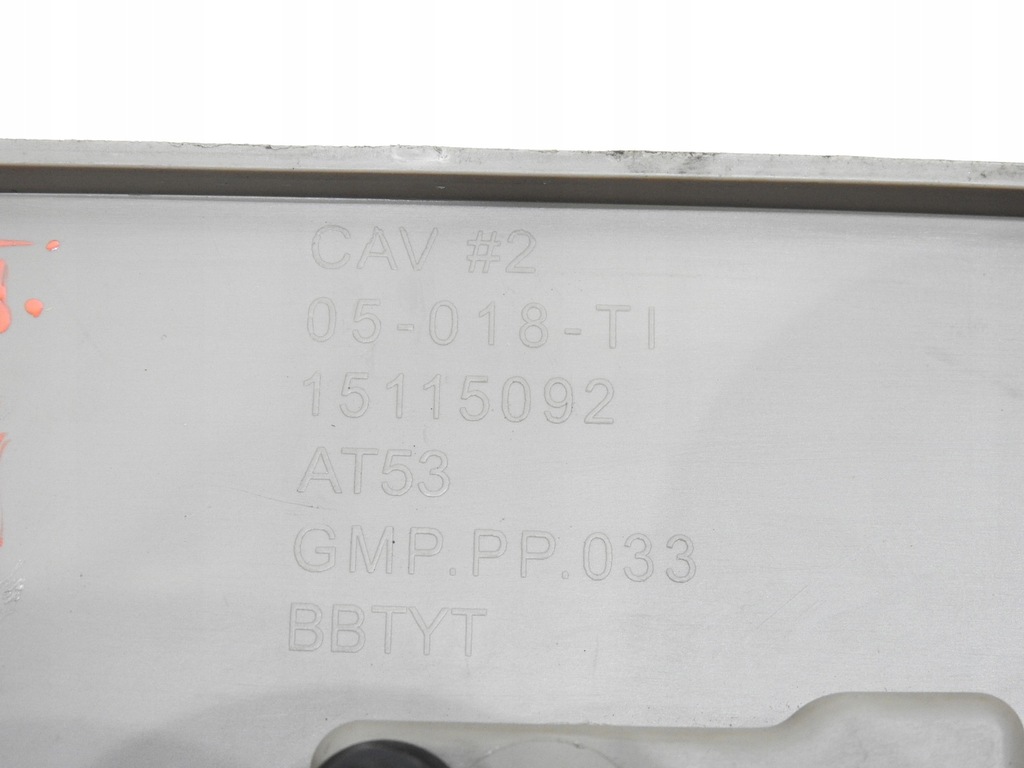 CAV #2
05-018-TI
15115092
AT53
GMP.PP.033
BBTYT